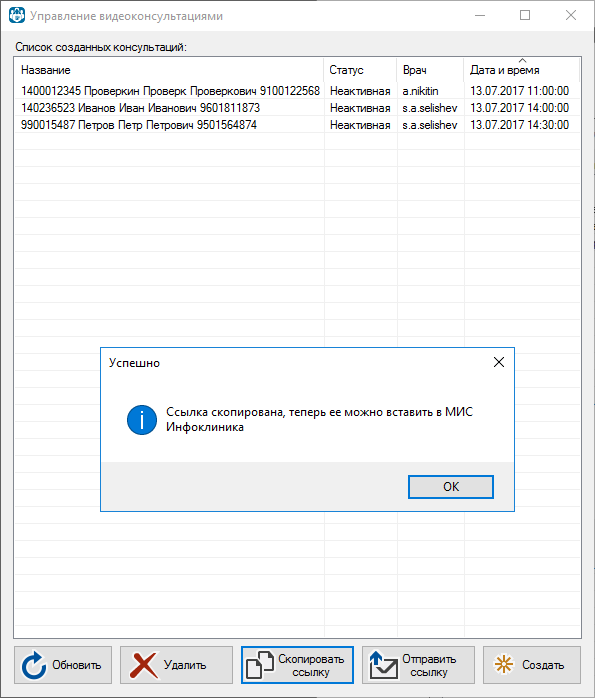 Управление видеоконсультациями
Список созданных консультаций:
Название Статус Врач Дата и время
1400012345 Проверкин Проверк Проверкович 9100122568 Неактивная a.nikitin 13.07.2017 11:00:00
140236523 Иванов Иван Иванович 9601811873 Неактивная s.a.selishev 13.07.2017 14:00:00
990015487 Петров Петр Петрович 9501564874 Неактивная s.a.selishev 13.07.2017 14:30:00
Успешно
Ссылка скопирована, теперь ее можно вставить в МИС
Инфоклиника
ОК
Обновить
Удалить
Скопировать
ссылку
Отправить
ссылку
Создать